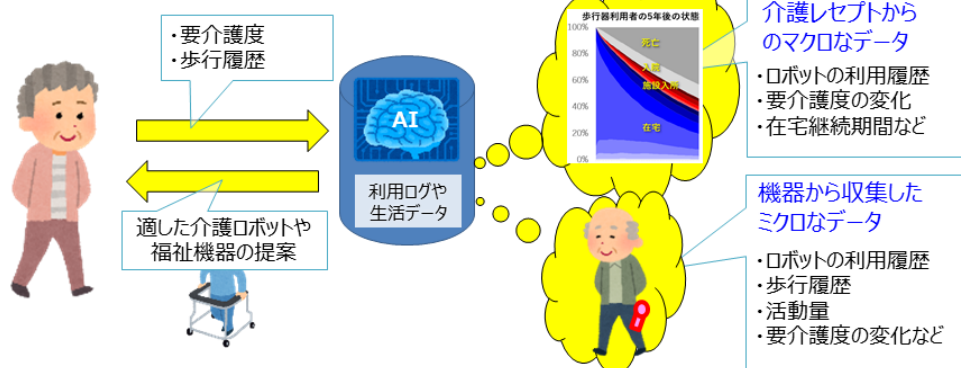 ・要介護度
・歩行履歴
適した介護ロボットや
福祉機器の提案
AI
利用ログや
生活データ
歩行器利用者の5年後の状態
100%
80%
60%
40%
20%
0%
死亡
入院
施設入所
在宅
介護レセプトから
のマクロなデータ
・ロボットの利用履歴
・要介護度の変化
・在宅継続期間など
機器から収集した
ミクロなデータ
・ロボットの利用履歴
・歩行履歴
・活動量
・要介護度の変化など